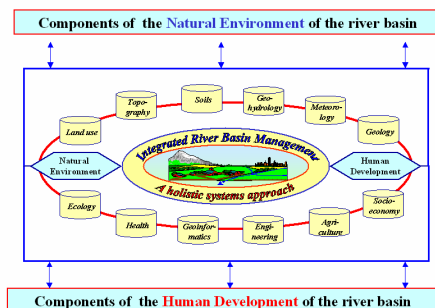 Components of the Natural Environment of the river basin
Topo-
graphy
Soils
Geo-
hydrology
Meteoro-
logy
Land use
Geology
Integrated River Basin Management
Natural
Environment
Human
Development
A holistic systems approach
Ecology
Health
Geoinfor-
matics
Engi-
neering
Agri-
culture
Socio-
economy
Components of the Human Development of the river basin